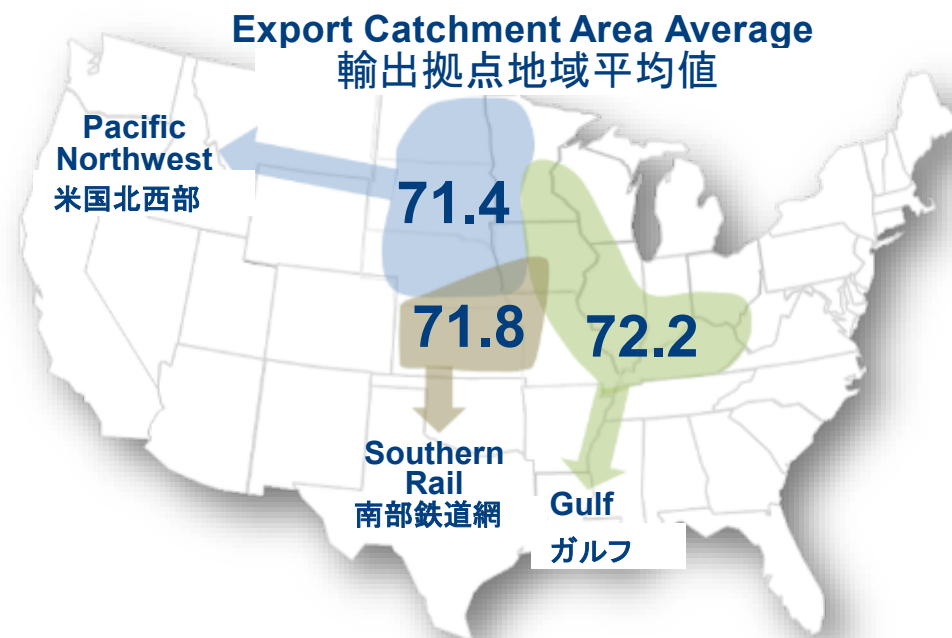 Export Catchment Area Average
輸出拠点地域平均値
Pacific
Northwest
米国北西部
71.4
71.8
72.2
Southern
Rail
南部鉄道網
Gulf
ガルフ